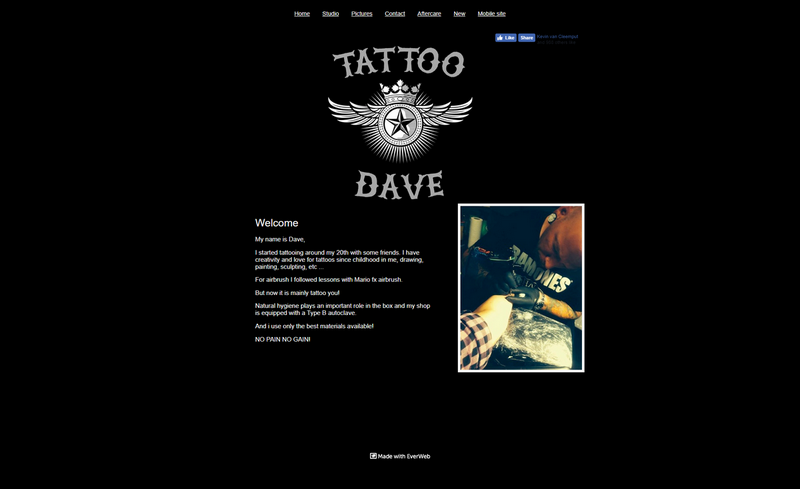 Home Studio Pictures Contact Aftercare New Mobile site
Like Share
TATTOO
DAVE
Welcome
My name is Dave,
I started tattooing around my 20th with some friends. I have
creativity and love for tattoos since childhood in me, drawing,
painting, sculpting, etc ...
For airbrush I followed lessons with Mario fx airbrush.
But now it is mainly tattoo you!
Natural hygiene plays an important role in the box and my shop
is equipped with a Type B autoclave.
And i use only the best materials available!
NO PAIN NO GAIN!
Made with EverWeb